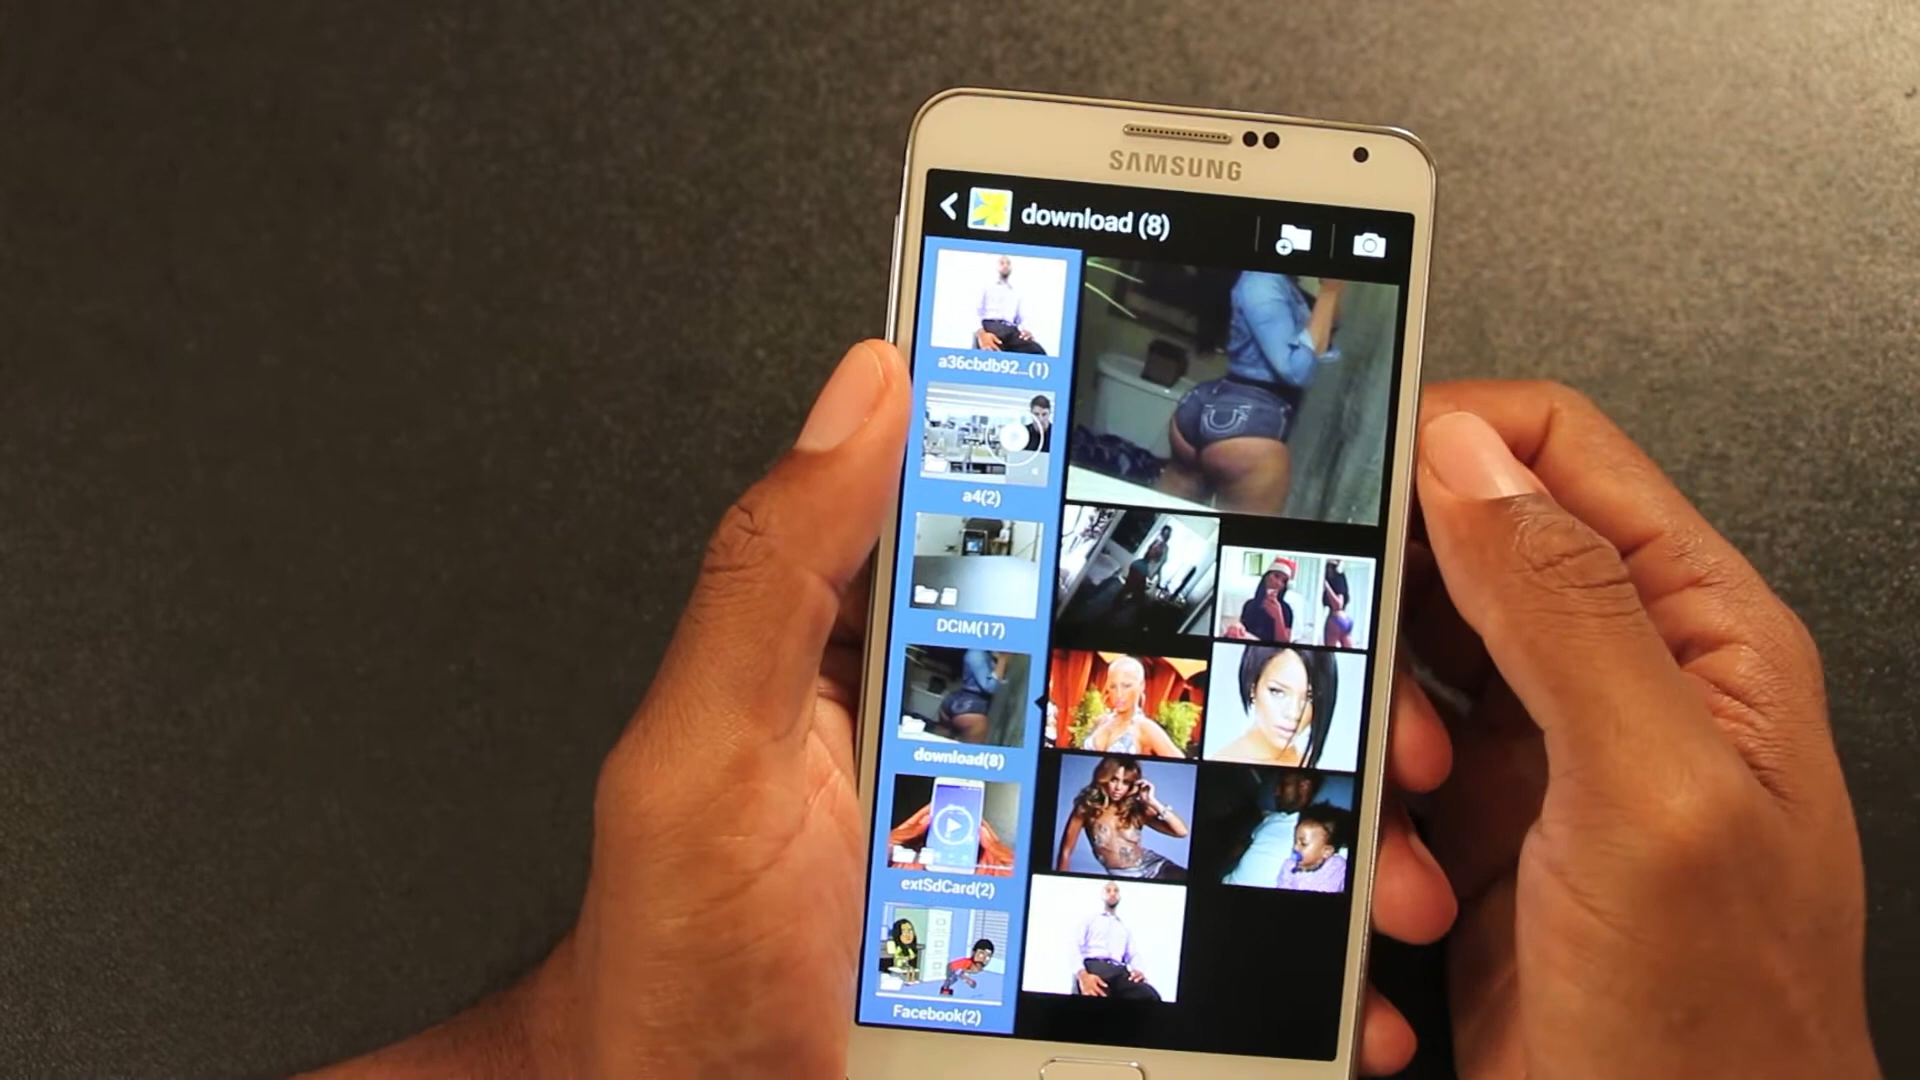 SAMSUNG
download (8)
a36cbdb92...(1)
a4(2)
DCIM(17)
download(8)
extSdCard(2)
Facebook(2)